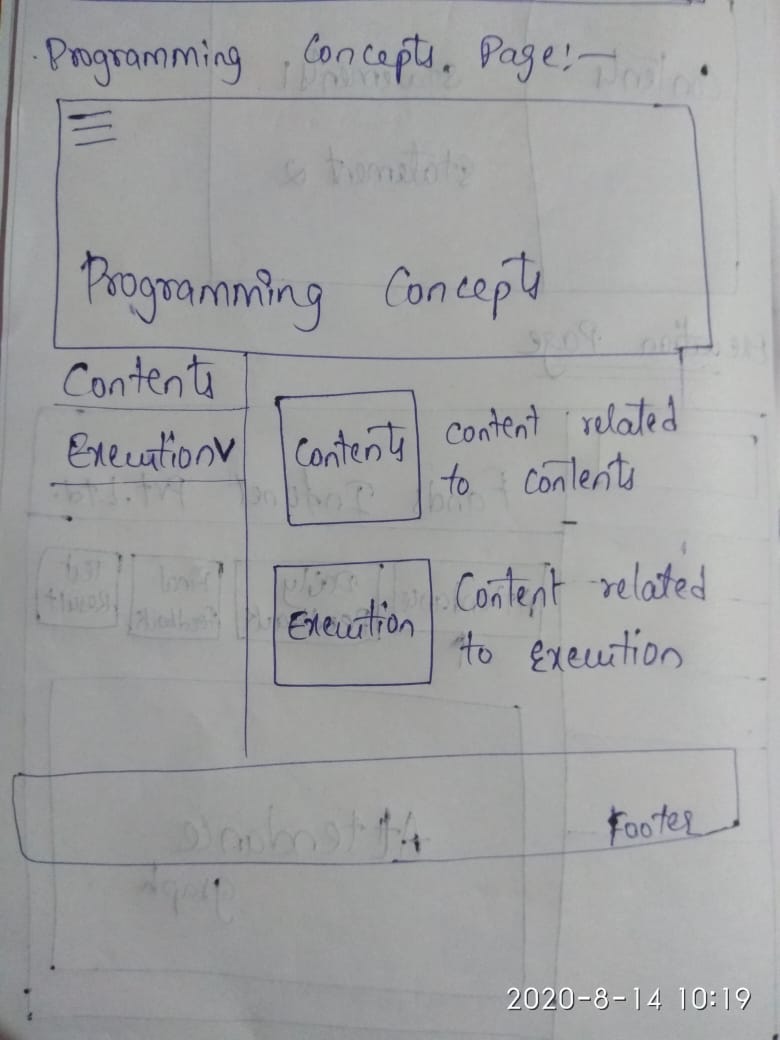 Programming Concepts. Page:-
Programming Concepts
Contents
Execution
Contents
content related
to contents
Execution
Content related
to Execution
Footer
2020-8-14 10:19